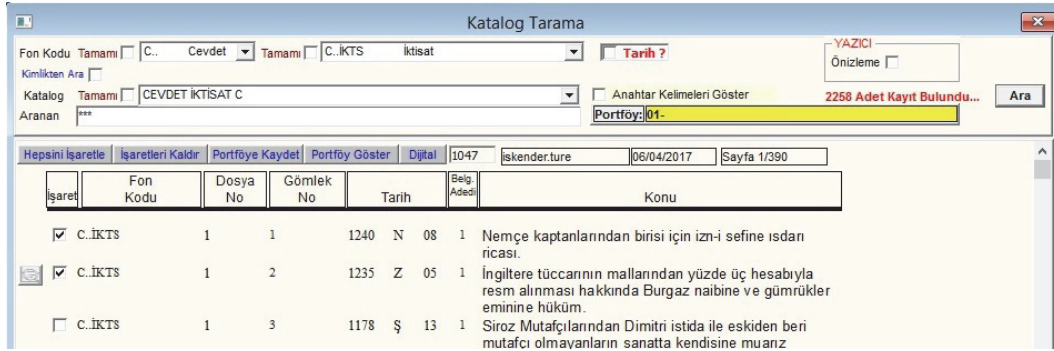 Katalog Tarama
Fon Kodu Tamamı C.. Cevdet Tamamı C..İKTS İktisat Tarih ? YAZICI
Önizleme
Kimlikten Ara
Katalog Tamamı CEVDET İKTİSAT C Anahtar Kelimeleri Göster 2258 Adet Kayıt Bulundu... Ara
Aranan *** Portföy: 01-
Hepsini İşaretle İşaretleri Kaldır Portföye Kaydet Portföy Göster Dijital 1047 iskender.ture 06/04/2017 Sayfa 1/390
İşaret Fon Kodu Dosya No Gömlek No Tarih Belg. Adedi Konu
C..İKTS 1 1 1240 N 08 1 Nemçe kaptanlarından birisi için izn-i sefine ısdarı
ricası.
C..İKTS 1 2 1235 Z 05 1 İngiltere tüccarının mallarından yüzde üç hesabıyla
resm alınması hakkında Burgaz naibine ve gümrükler
eminine hüküm.
C..İKTS 1 3 1178 Ş 13 1 Siroz Mutafçılarından Dimitri istida ile eskiden beri
mutafçı olmayanların sanatta kendisine muarız